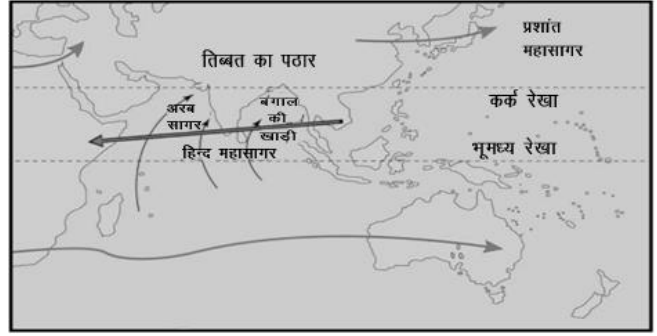 प्रशांत
महासागर
तिब्बत का पठार
अरब
सागर
बंगाल
की
खाड़ी
कर्क रेखा
हिन्द महासागर
भूमध्य रेखा